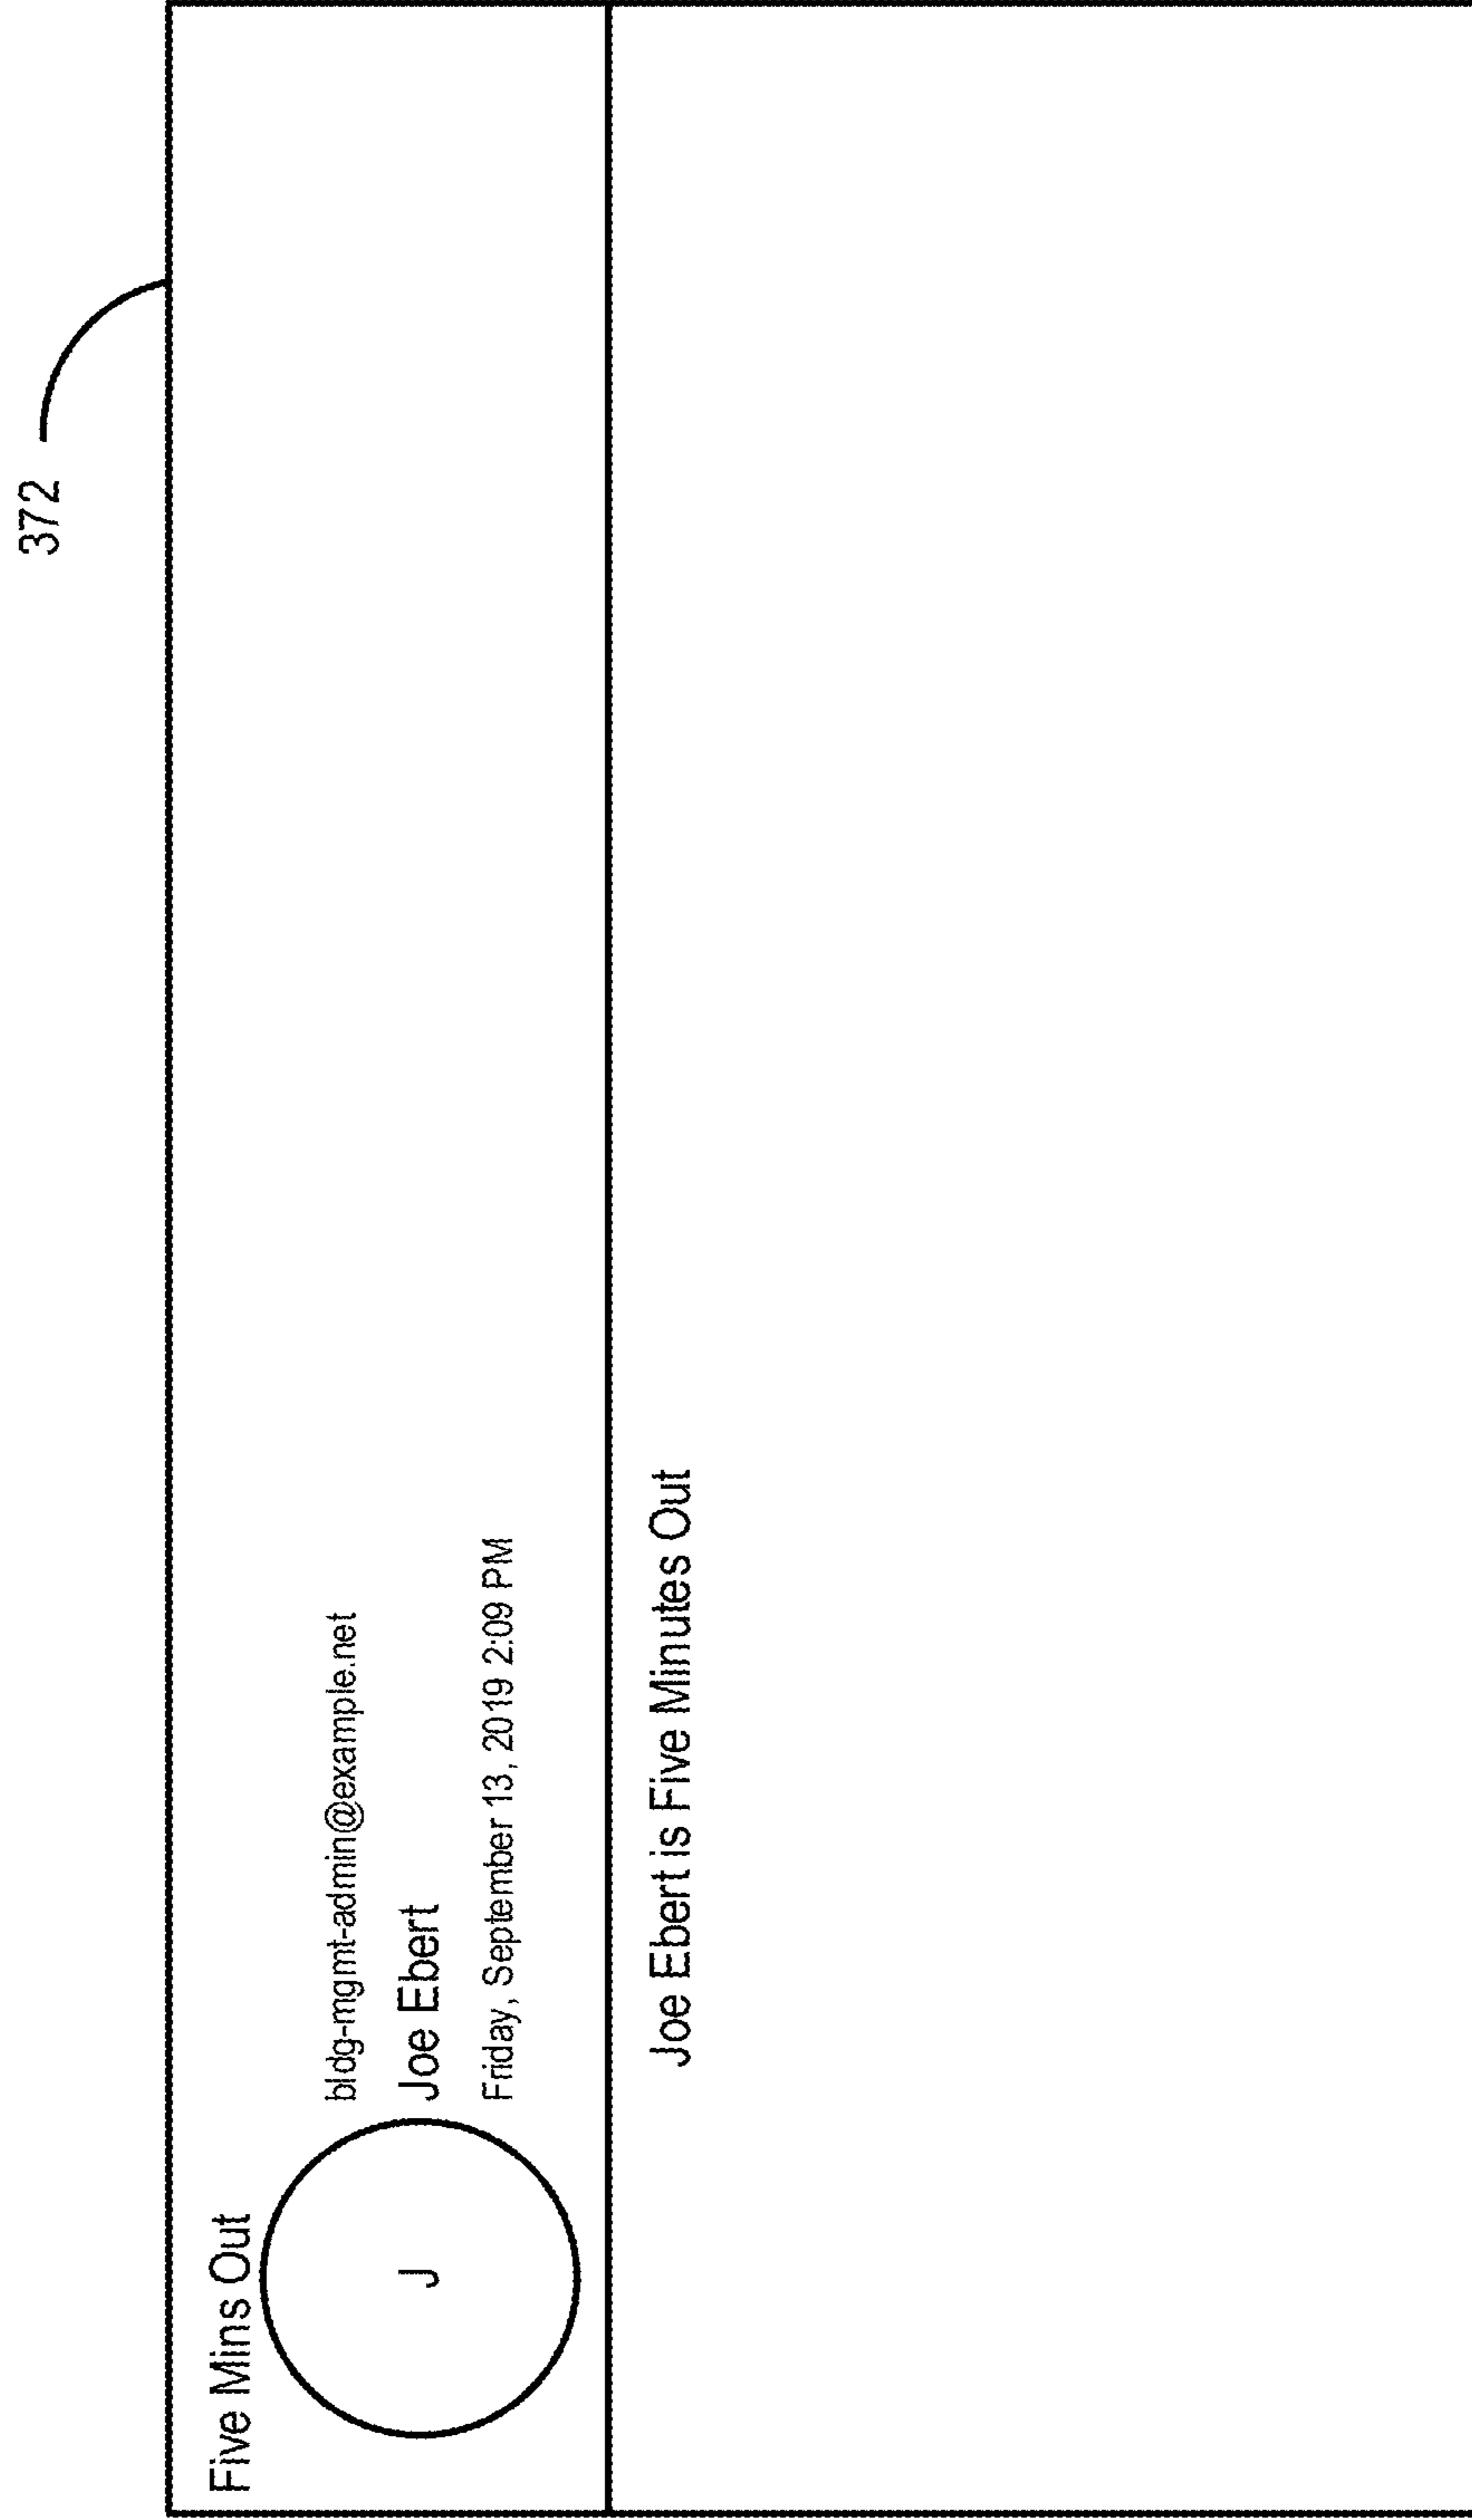 372
Five Mins Out
J
bldg-mgmt-admin@example.net
Joe Ebert
Friday, September 13, 2019 2:09 PM
Joe Ebert is Five Minutes Out